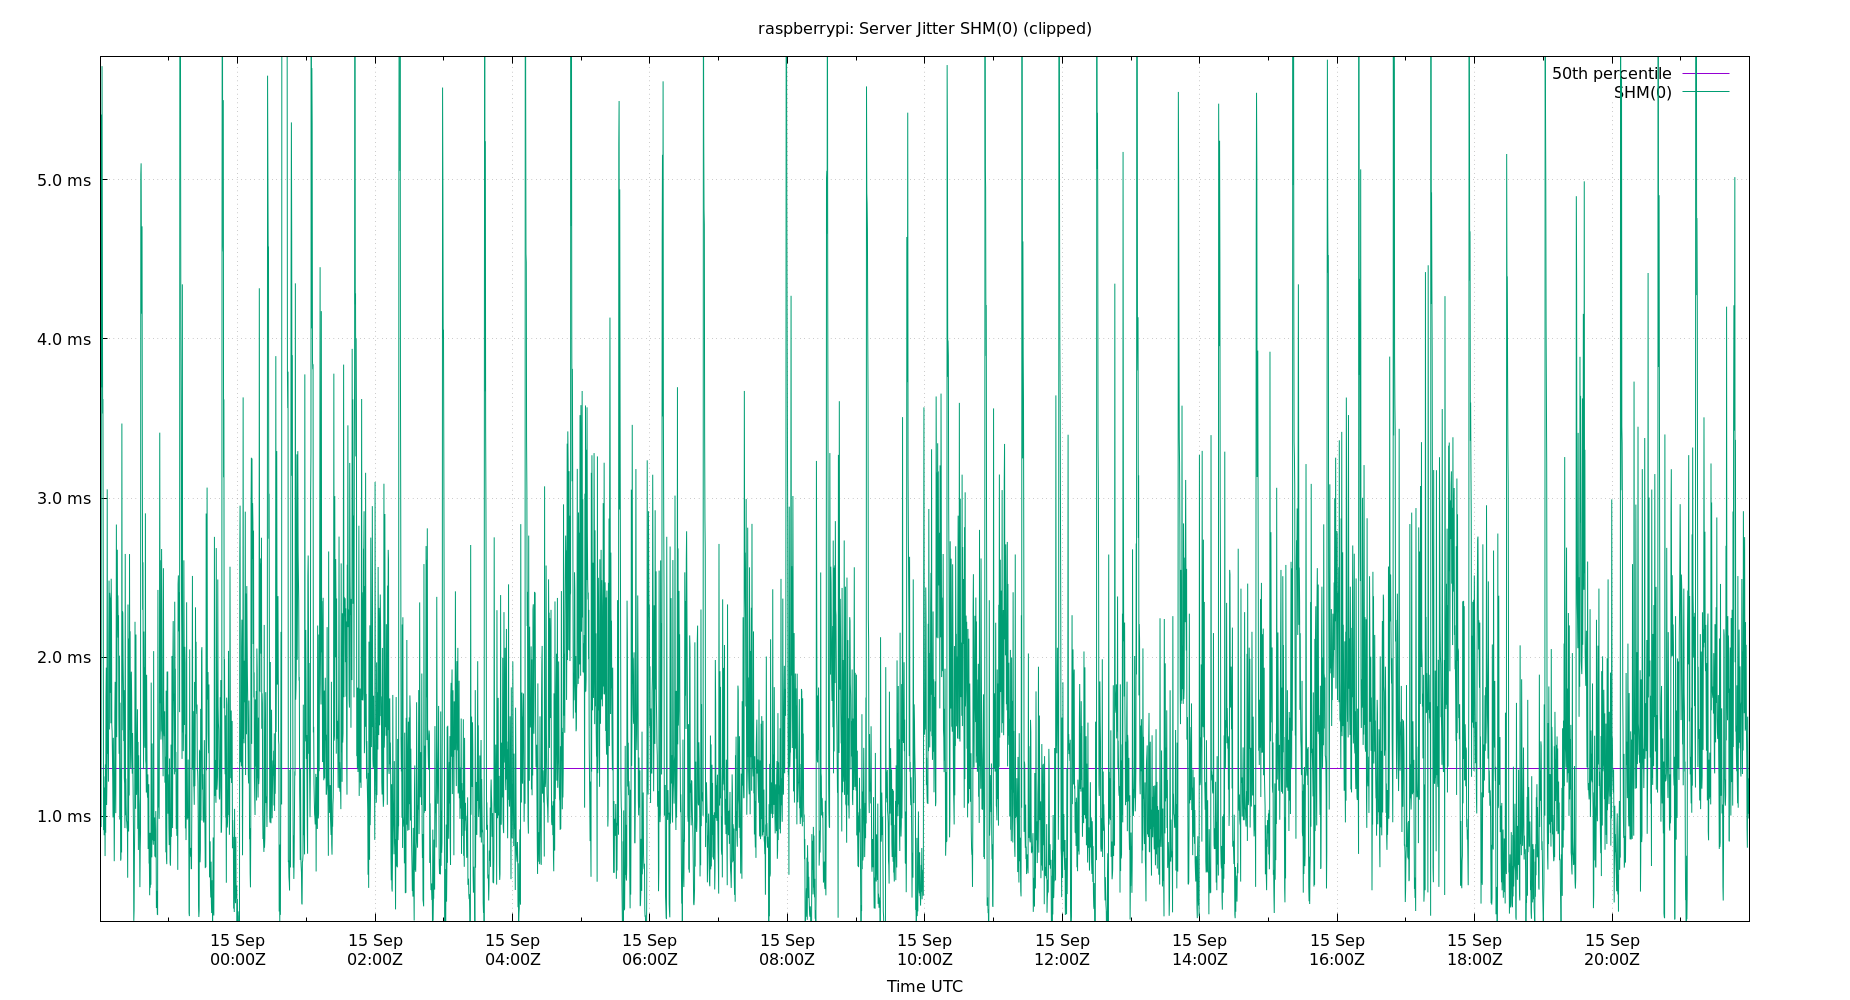 raspberrypi: Server Jitter SHM(0) (clipped)
50th percentile
SHM(0)
5.0 ms
4.0 ms
3.0 ms
2.0 ms
1.0 ms
15 Sep 15 Sep 15 Sep 15 Sep 15 Sep 15 Sep 15 Sep 15 Sep 15 Sep 15 Sep 15 Sep
00:00Z 02:00Z 04:00Z 06:00Z 08:00Z 10:00Z 12:00Z 14:00Z 16:00Z 18:00Z 20:00Z
Time UTC